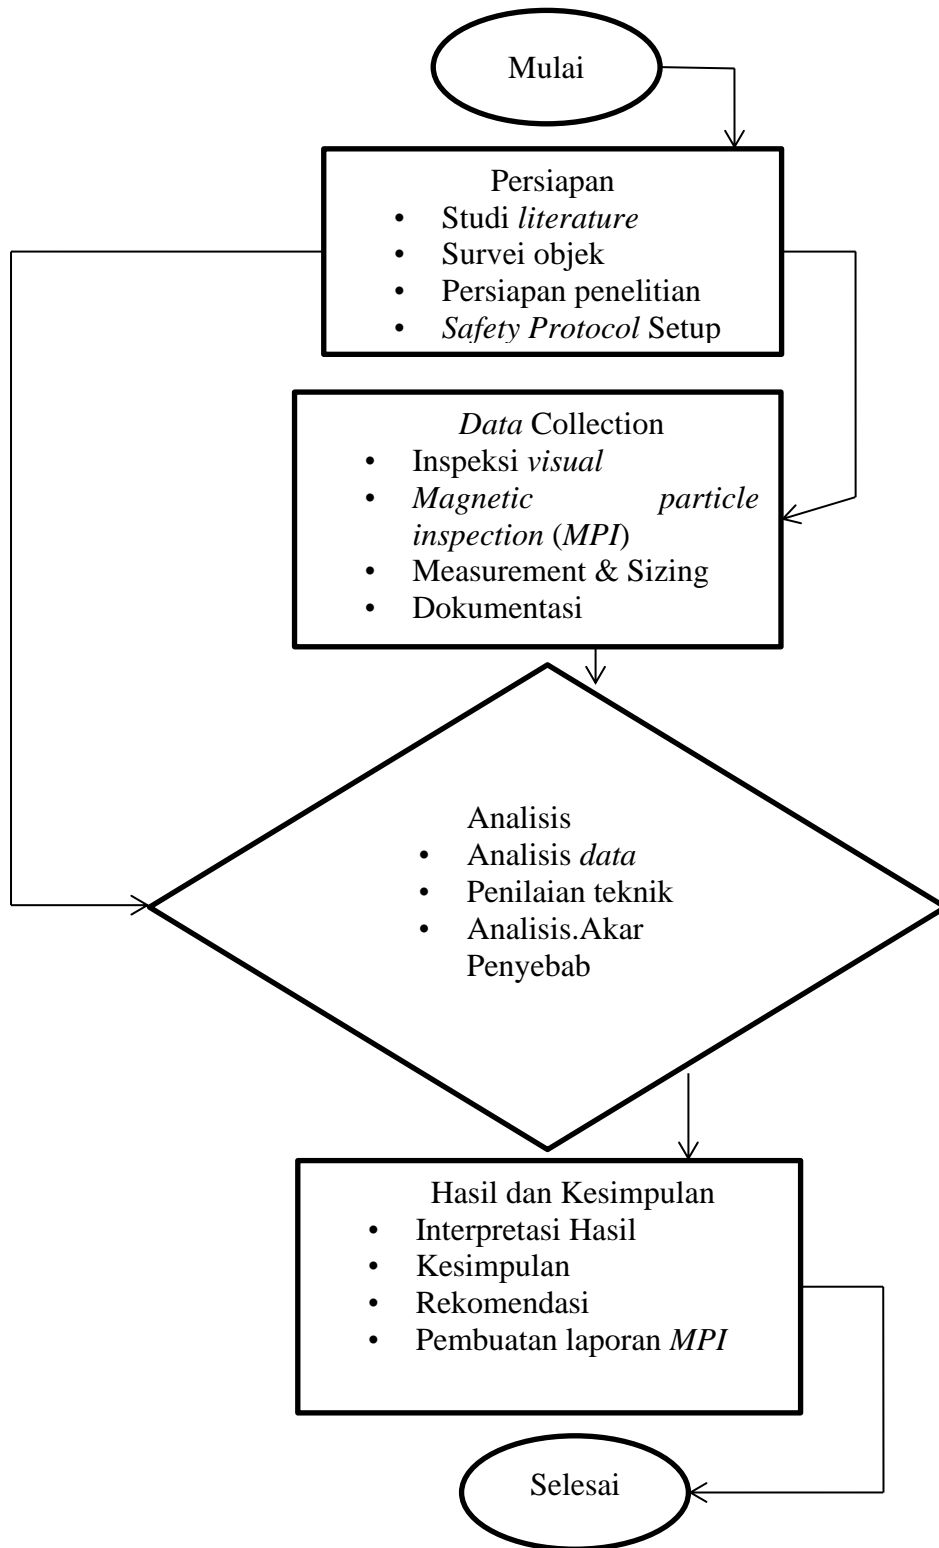 Mulai
Persiapan
• Studi literature
• Survei objek
• Persiapan penelitian
• Safety Protocol Setup
Data Collection
• Inspeksi visual
• Magnetic particle
inspection (MPI)
• Measurement & Sizing
• Dokumentasi
Analisis
• Analisis data
• Penilaian teknik
• Analisis.Akar
Penyebab
Hasil dan Kesimpulan
• Interpretasi Hasil
• Kesimpulan
• Rekomendasi
• Pembuatan laporan MPI
Selesai